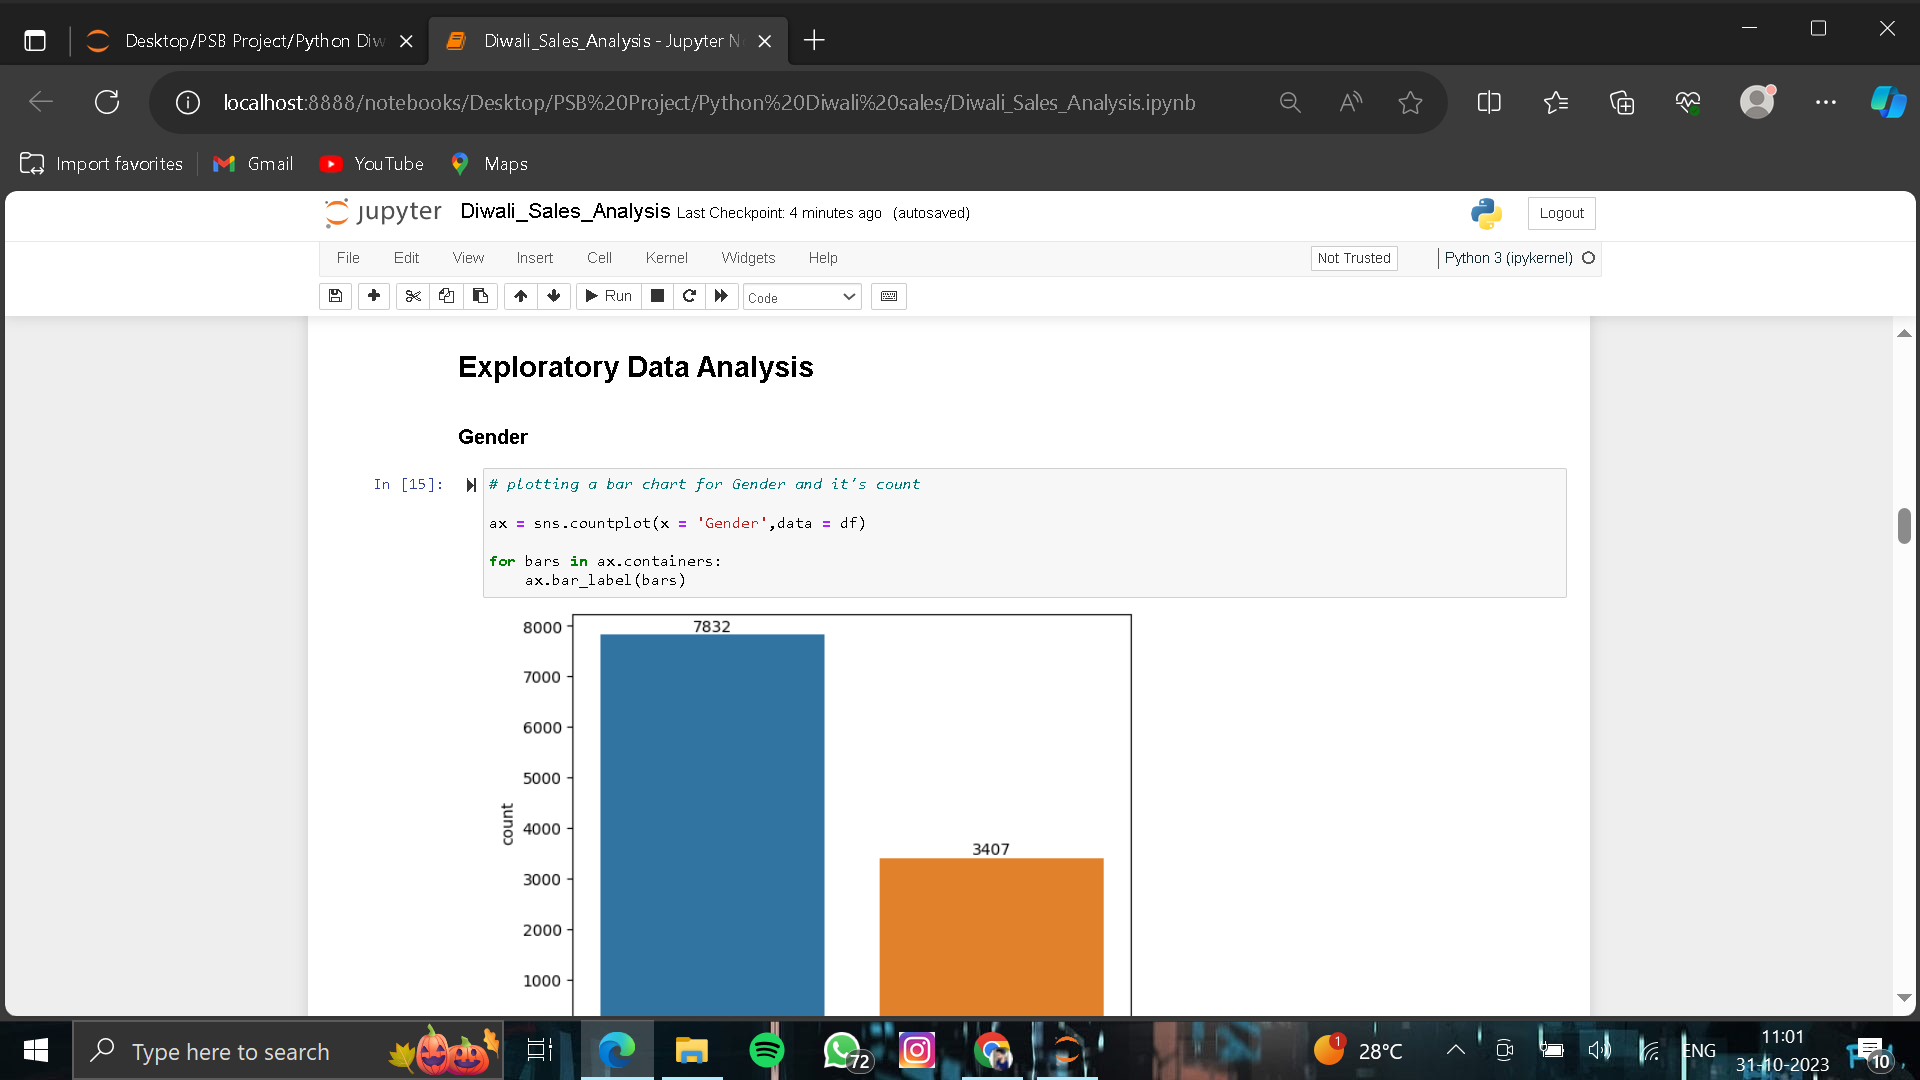 Desktop/PSB Project/Python Diw
Diwali_Sales_Analysis - Jupyter N
localhost:8888/notebooks/Desktop/PSB%20Project/Python%20Diwali%20sales/Diwali_Sales_Analysis.ipynb
Import favorites Gmail YouTube Maps
jupyter Diwali_Sales_Analysis Last Checkpoint: 4 minutes ago (autosaved)
Logout
File Edit View Insert Cell Kernel Widgets Help
Not Trusted
Python 3 (ipykernel)
Run
Code
Exploratory Data Analysis
Gender
In [15]:
# plotting a bar chart for Gender and it's count
ax = sns.countplot(x = 'Gender',data = df)
for bars in ax.containers:
    ax.bar_label(bars)
8000
7000
6000
5000
4000
3000
2000
1000
count
7832
3407
Type here to search
72
1
28°C
ENG
11:01
31-10-2023
10